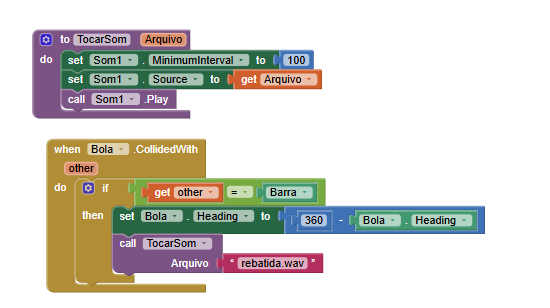 to TocarSom Arquivo
do set Som1 . MinimumInterval to 100
set Som1 . Source to get Arquivo
call Som1 .Play
when Bola .CollidedWith
other
do if get other = Barra
then set Bola . Heading to 360 - Bola . Heading
call TocarSom
Arquivo " rebatida.wav "